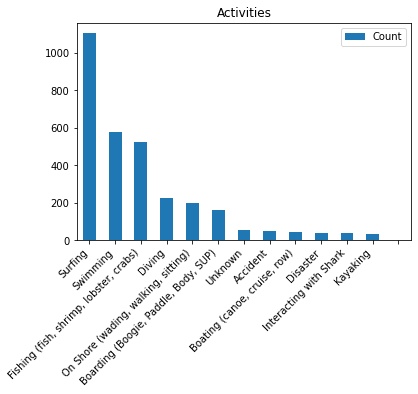 Activities
Count
1000
800
600
400
200
0
Surfing
Swimming
Fishing (fish, shrimp, lobster, crabs)
Diving
On Shore (wading, walking, sitting)
Boarding (Boogie, Paddle, Body, SUP)
Unknown
Accident
Boating (canoe, cruise, row)
Disaster
Interacting with Shark
Kayaking